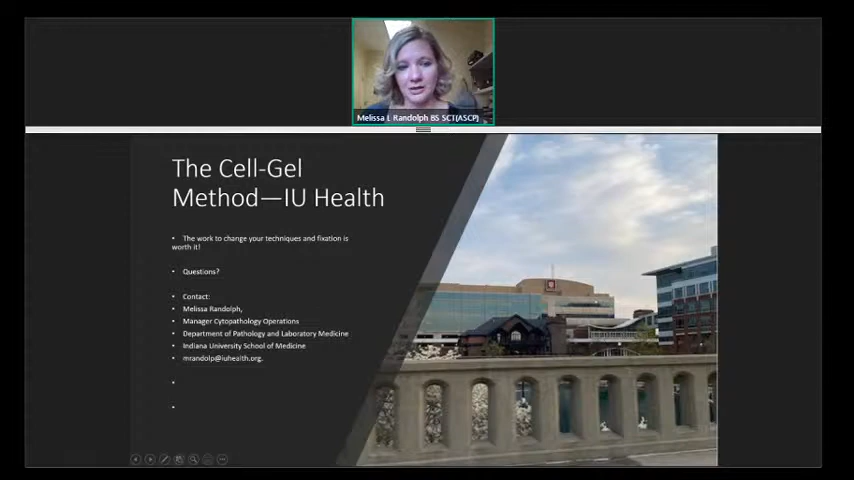 Melissa L Randolph BS SCT(ASCP)
The Cell-Gel
Method—IU Health
• The work to change your techniques and fixation is
worth it!
• Questions?
• Contact:
• Melissa Randolph,
• Manager Cytopathology Operations
• Department of Pathology and Laboratory Medicine
• Indiana University School of Medicine
• mrandolp@iuhealth.org.
•
•